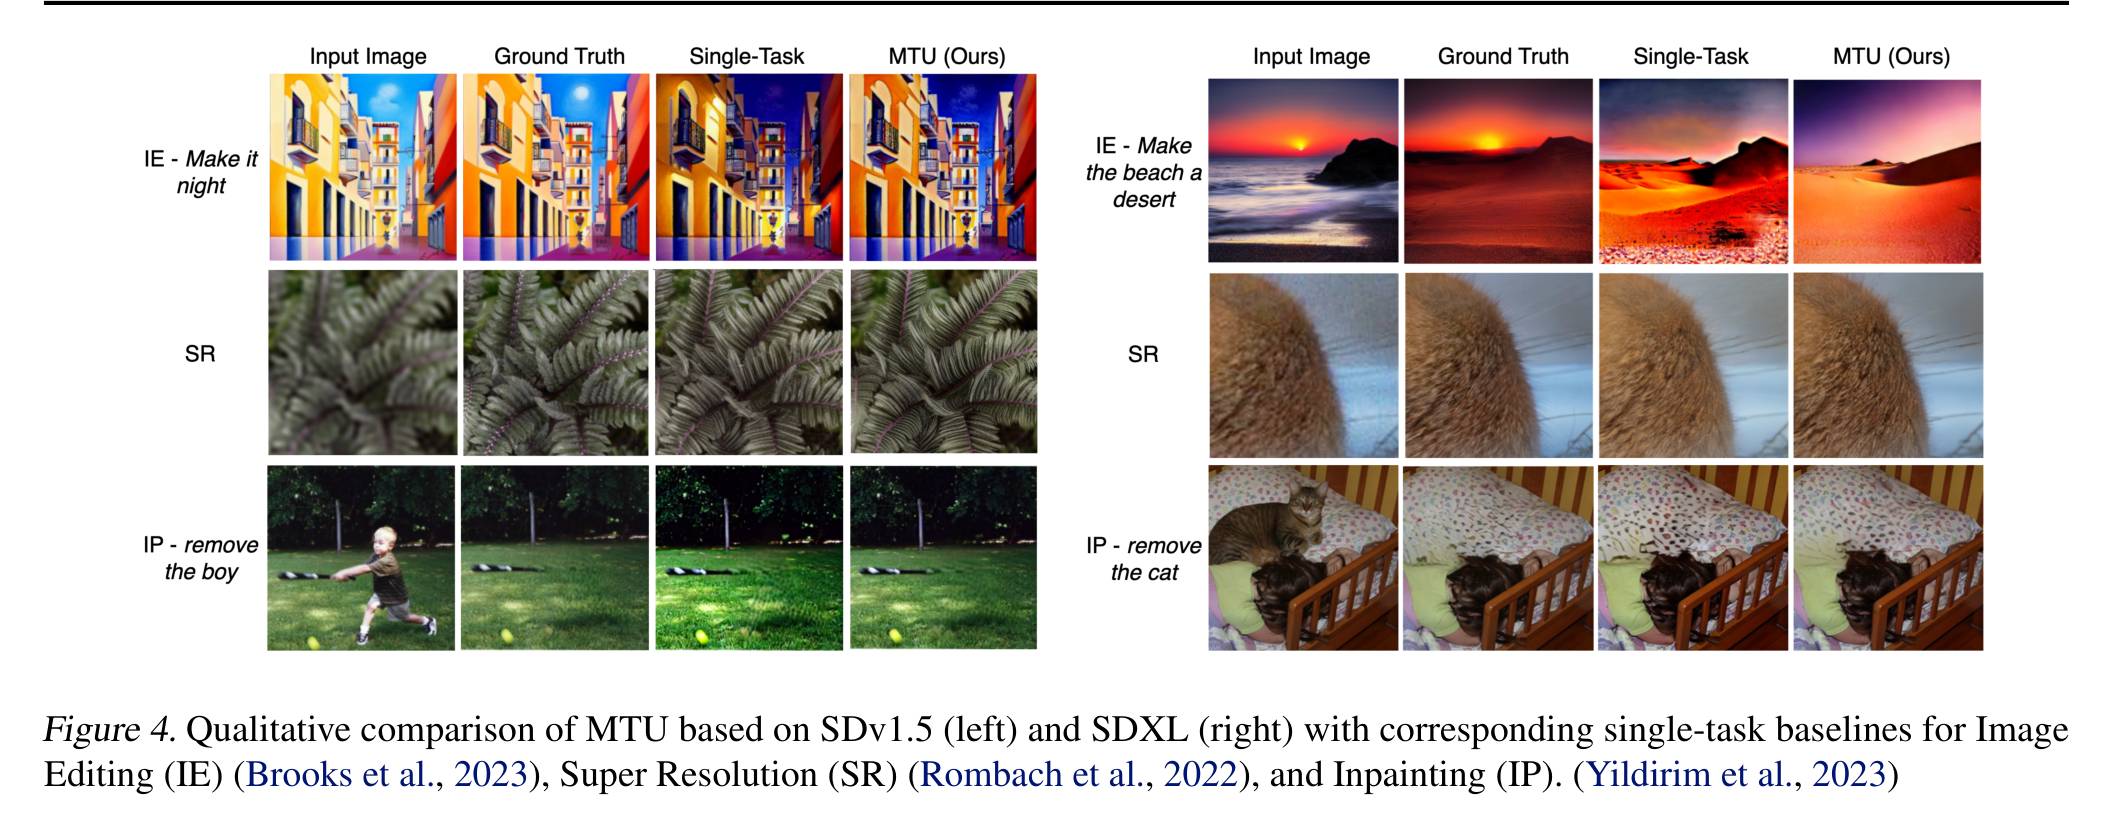 Input Image Ground Truth Single-Task MTU (Ours)
IE - Make it
night
SR
IP - remove
the boy
Input Image Ground Truth Single-Task MTU (Ours)
IE - Make
the beach a
desert
SR
IP - remove
the cat
Figure 4. Qualitative comparison of MTU based on SDv1.5 (left) and SDXL (right) with corresponding single-task baselines for Image
Editing (IE) (Brooks et al., 2023), Super Resolution (SR) (Rombach et al., 2022), and Inpainting (IP). (Yildirim et al., 2023)